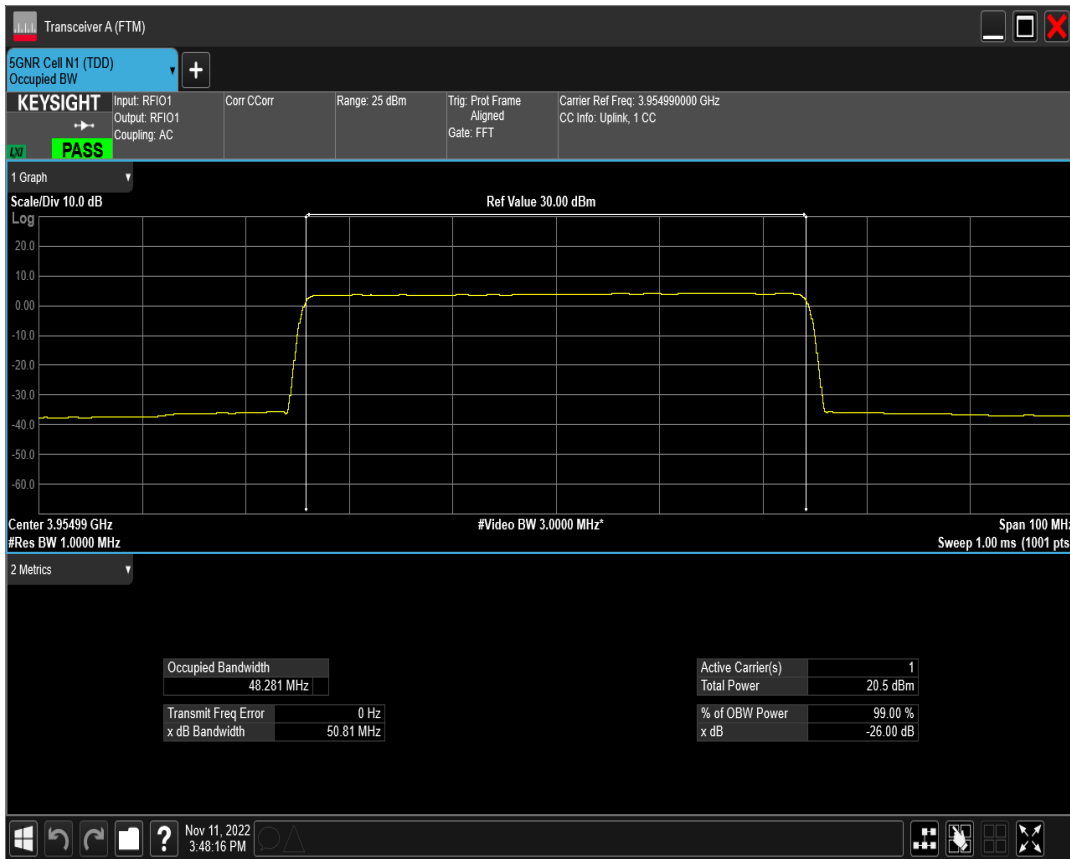 Transceiver A (FTM)
5GNR Cell N1 (TDD)
Occupied BW
+
KEYSIGHT
LXI
PASS
Input: RFIO1
Output: RFIO1
Coupling: AC
Corr CCorr
Range: 25 dBm
Trig: Prot Frame
Aligned
Gate: FFT
Carrier Ref Freq: 3.954990000 GHz
CC Info: Uplink, 1 CC
1 Graph
Scale/Div 10.0 dB
Ref Value 30.00 dBm
Log
20.0
10.0
0.00
-10.0
-20.0
-30.0
-40.0
-50.0
-60.0
Center 3.95499 GHz
#Video BW 3.0000 MHz*
Span 100 MHz
#Res BW 1.0000 MHz
Sweep 1.00 ms (1001 pts
2 Metrics
Occupied Bandwidth
48.281 MHz
Transmit Freq Error 0 Hz
x dB Bandwidth 50.81 MHz
Active Carrier(s) 1
Total Power 20.5 dBm
% of OBW Power 99.00 %
x dB -26.00 dB
?
Nov 11, 2022
3:48:16 PM